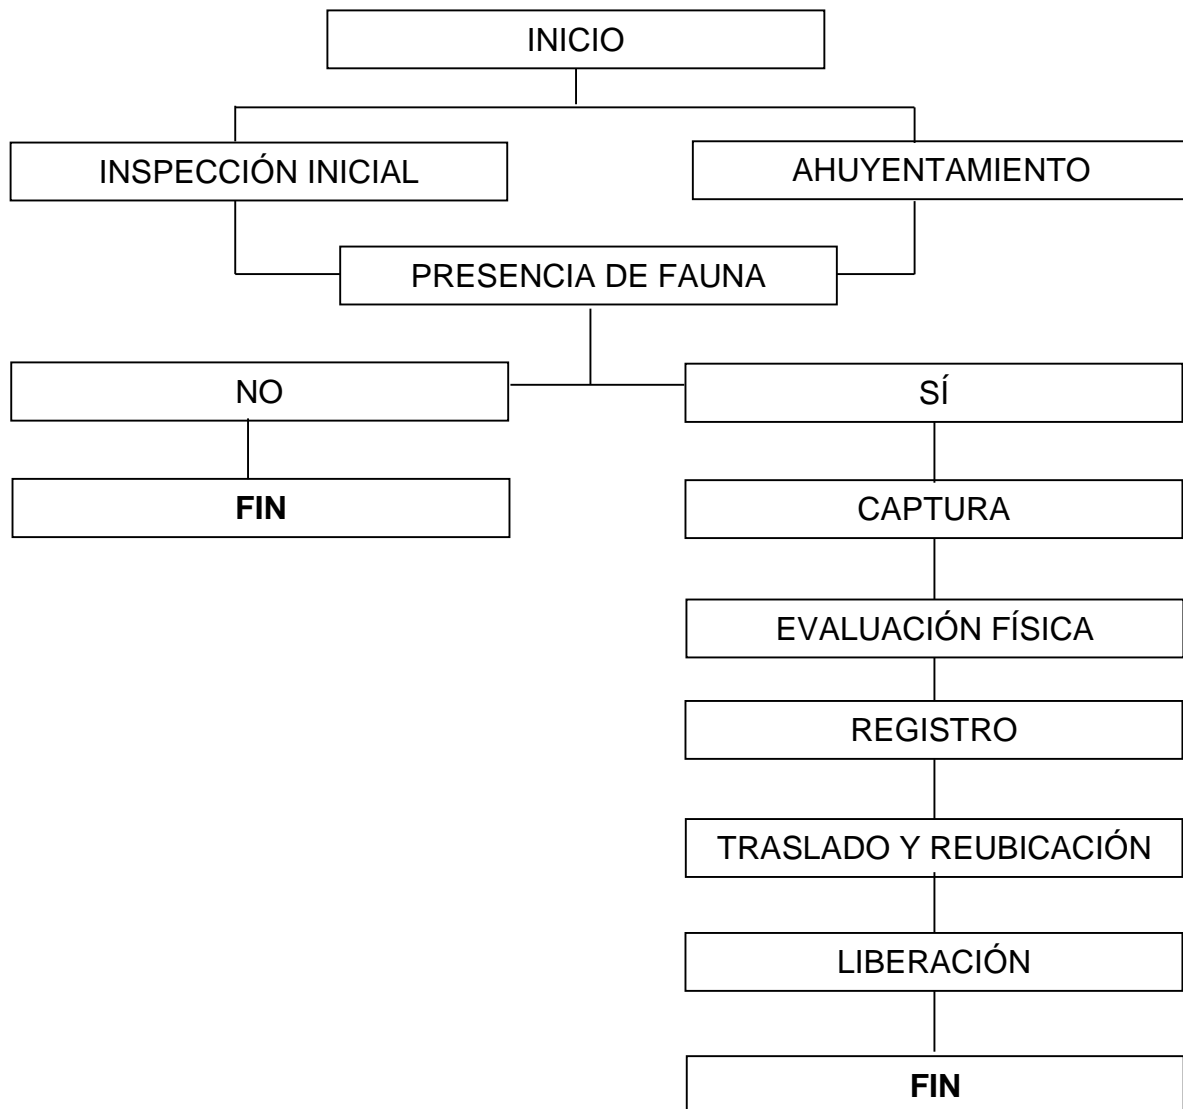 INICIO
INSPECCIÓN INICIAL
AHUYENTAMIENTO
PRESENCIA DE FAUNA
NO
SÍ
FIN
CAPTURA
EVALUACIÓN FÍSICA
REGISTRO
TRASLADO Y REUBICACIÓN
LIBERACIÓN
FIN